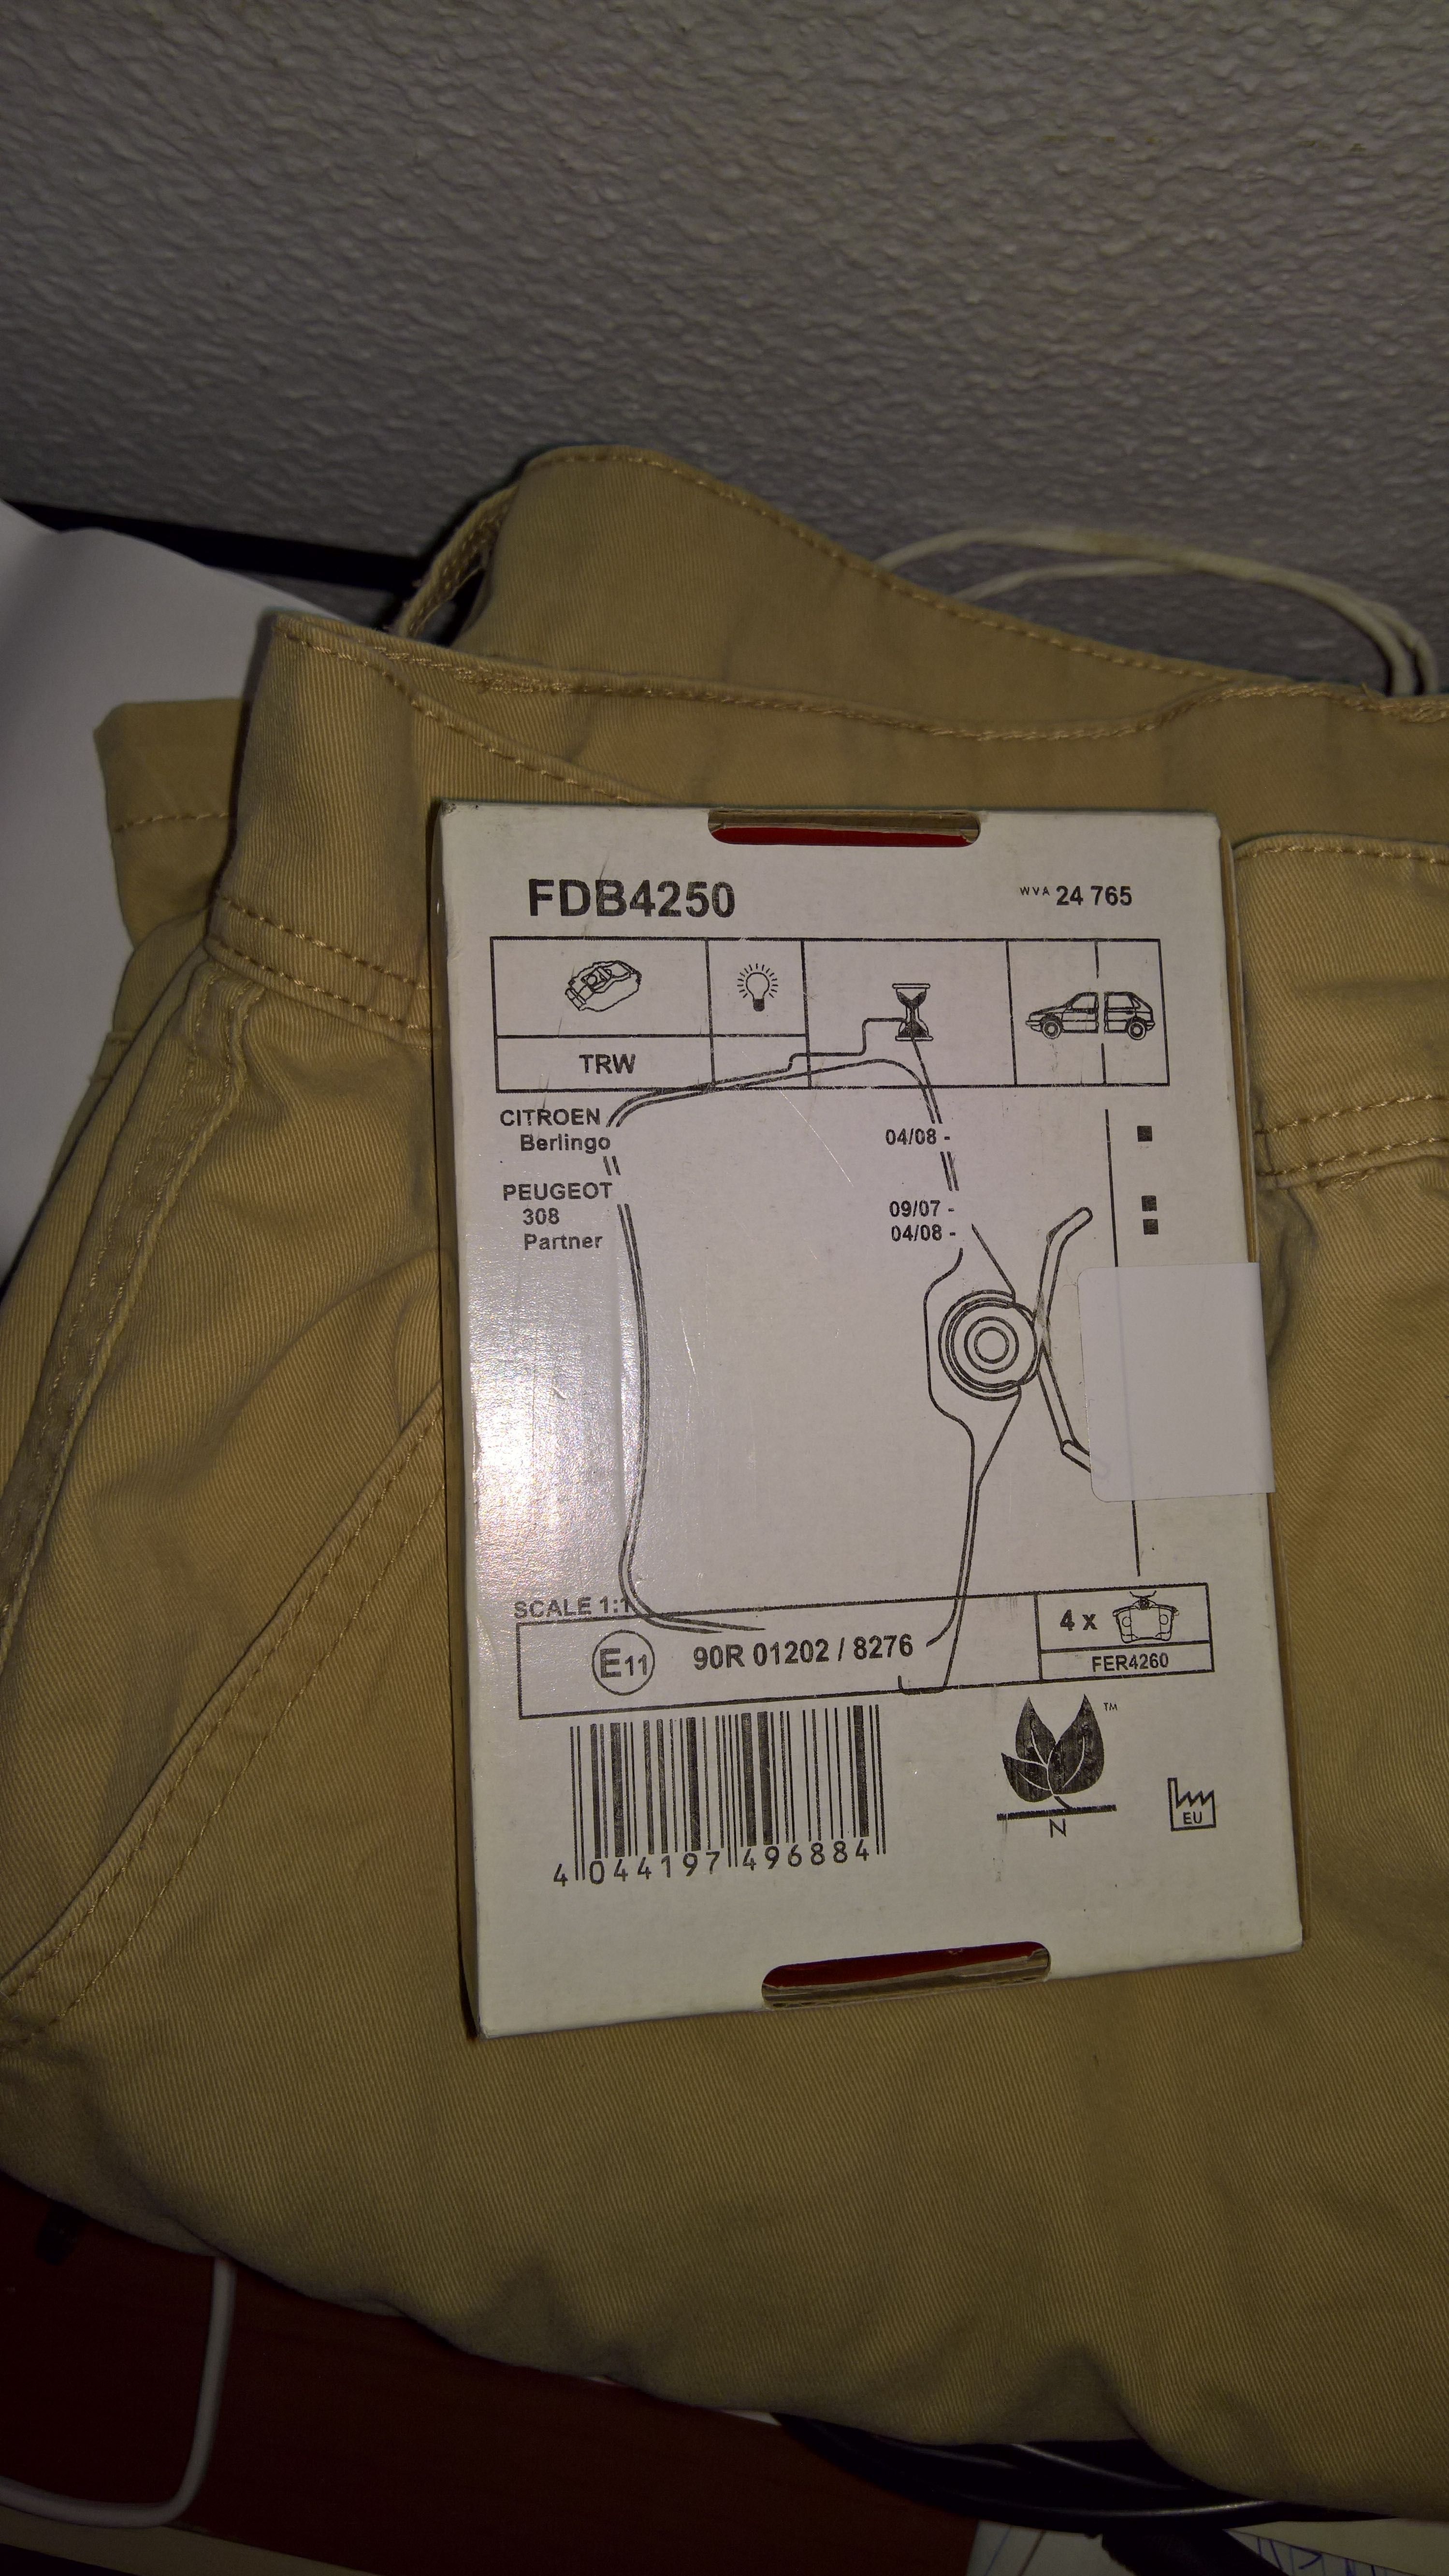 FDB4250
WVA 24 765
TRW
CITROEN
Berlingo 04/08 -
PEUGEOT
308 09/07 -
Partner 04/08 -
SCALE 1:1
E11 90R 01202 / 8276
4 x
FER4260
TM
N
EU
4 044197 496884